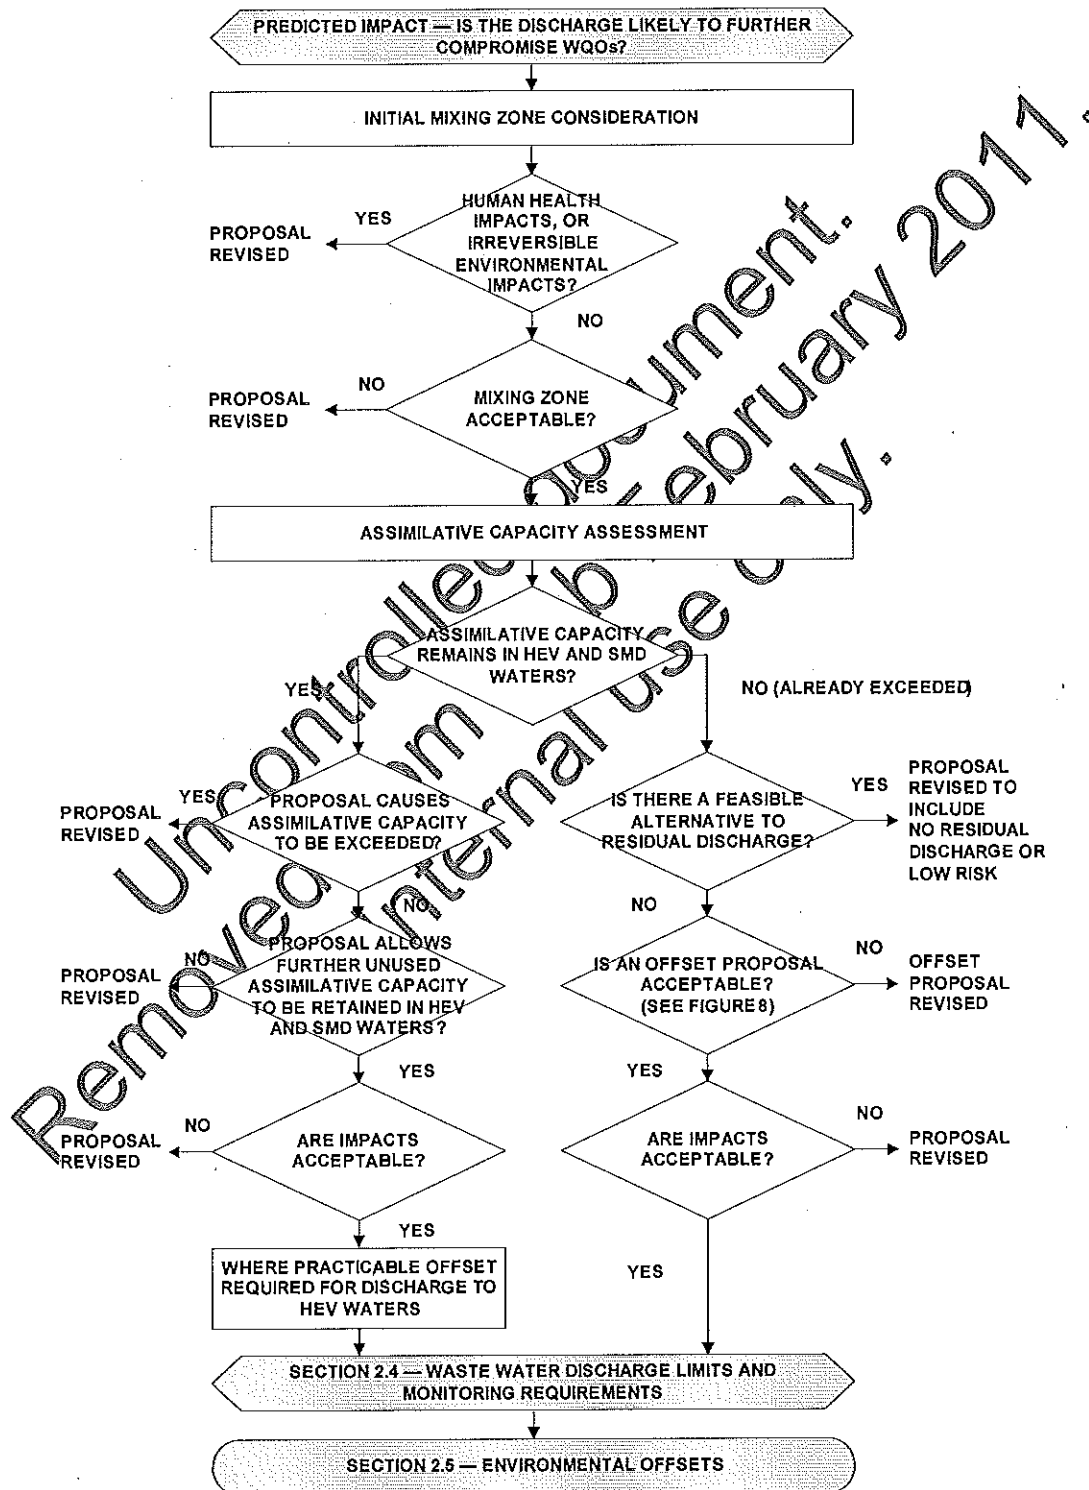 PREDICTED IMPACT — IS THE DISCHARGE LIKELY TO FURTHER
COMPROMISE WQOs?
INITIAL MIXING ZONE CONSIDERATION
HUMAN HEALTH
IMPACTS, OR
IRREVERSIBLE
ENVIRONMENTAL
IMPACTS?
YES
PROPOSAL
REVISED
NO
MIXING ZONE
ACCEPTABLE?
NO
PROPOSAL
REVISED
YES
ASSIMILATIVE CAPACITY ASSESSMENT
ASSIMILATIVE CAPACITY
REMAINS IN HEV AND SMD
WATERS?
YES
NO (ALREADY EXCEEDED)
PROPOSAL CAUSES
ASSIMILATIVE CAPACITY
TO BE EXCEEDED?
YES
PROPOSAL
REVISED
NO
PROPOSAL ALLOWS
FURTHER UNUSED
ASSIMILATIVE CAPACITY
TO BE RETAINED IN HEV
AND SMD WATERS?
NO
PROPOSAL
REVISED
YES
ARE IMPACTS
ACCEPTABLE?
NO
PROPOSAL
REVISED
YES
WHERE PRACTICABLE OFFSET
REQUIRED FOR DISCHARGE TO
HEV WATERS
IS THERE A FEASIBLE
ALTERNATIVE TO
RESIDUAL DISCHARGE?
YES
PROPOSAL
REVISED TO
INCLUDE
NO RESIDUAL
DISCHARGE OR
LOW RISK
NO
IS AN OFFSET PROPOSAL
ACCEPTABLE?
(SEE FIGURE 8)
NO
OFFSET
PROPOSAL
REVISED
YES
ARE IMPACTS
ACCEPTABLE?
NO
PROPOSAL
REVISED
YES
SECTION 2.4 — WASTE WATER DISCHARGE LIMITS AND
MONITORING REQUIREMENTS
SECTION 2.5 — ENVIRONMENTAL OFFSETS
Uncontrolled document.
Removed February 2011.
internal use only.